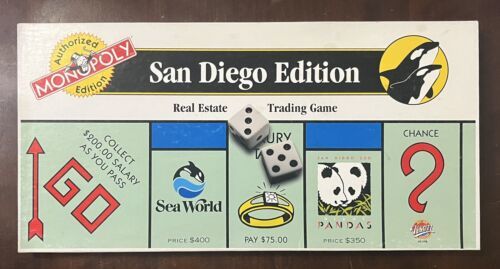 Authorized
MONOPOLY
Edition
San Diego Edition
Real Estate
Trading Game
COLLECT
$200.00 SALARY
AS YOU PASS
GO
Sea World
PRICE $400
PAY $75.00
SAN DIEGO ZOO
PANDAS
PRICE $350
CHANCE